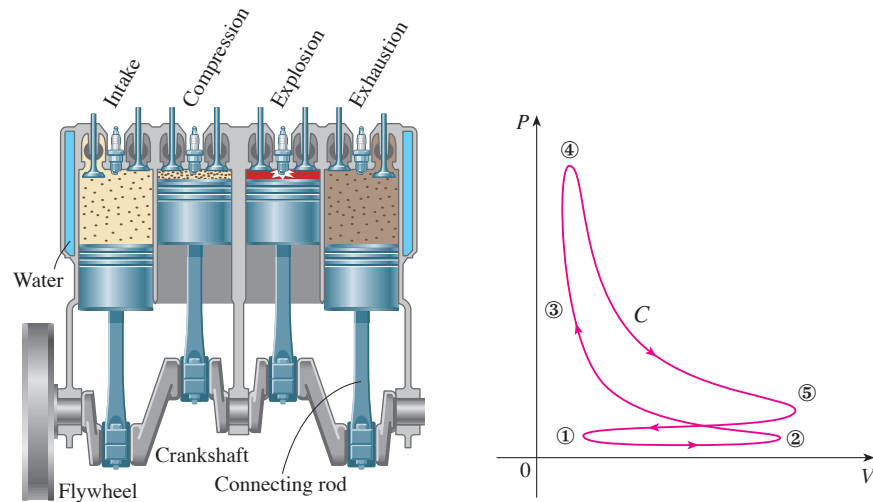 Intake
Compression
Explosion
Exhaustion
Water
Crankshaft
Connecting rod
Flywheel
P
④
③
C
⑤
①
②
0
V